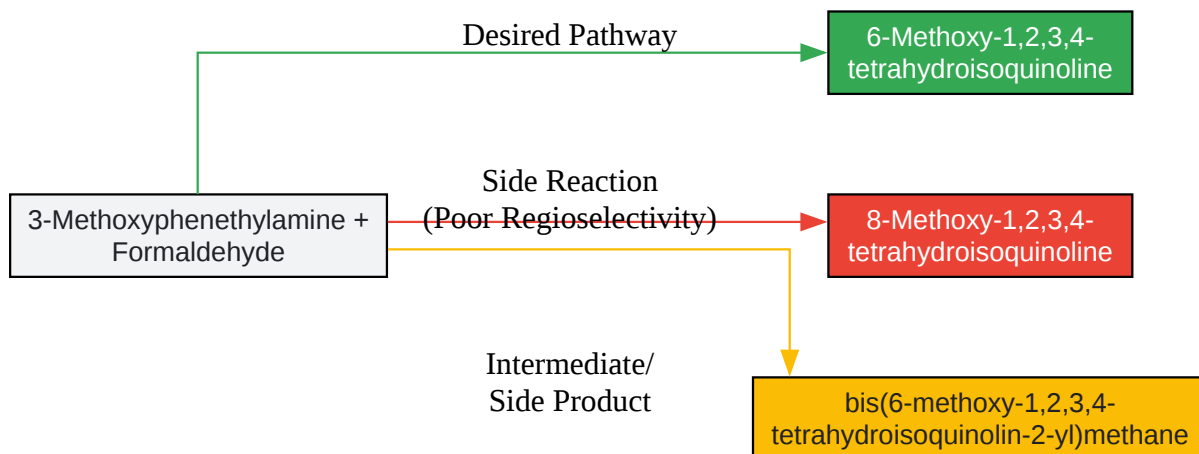 Desired Pathway
6-Methoxy-1,2,3,4-
tetrahydroisoquinoline
Side Reaction
(Poor Regioselectivity)
3-Methoxyphenethylamine +
Formaldehyde
8-Methoxy-1,2,3,4-
tetrahydroisoquinoline
Intermediate/
Side Product
bis(6-methoxy-1,2,3,4-
tetrahydroisoquinolin-2-yl)methane